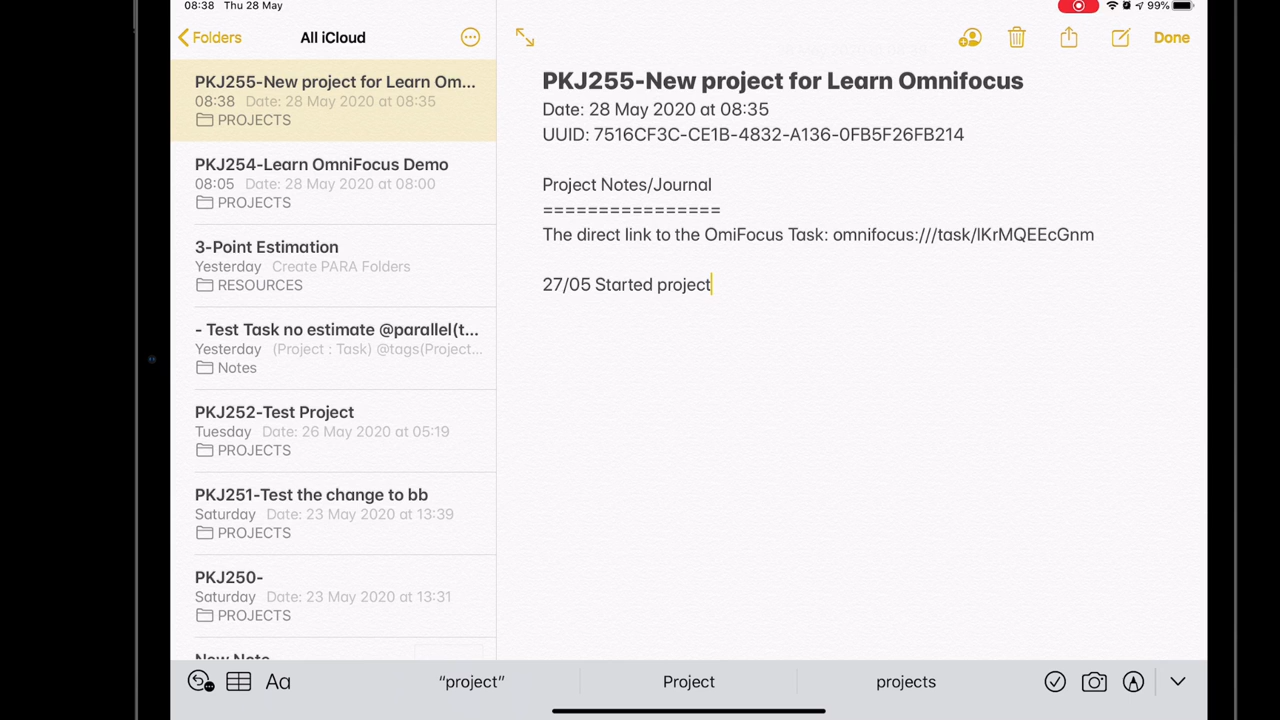 08:38 Thu 28 May
99%
Folders
All iCloud
Done
PKJ255-New project for Learn Om...
08:38 Date: 28 May 2020 at 08:35
PROJECTS
PKJ254-Learn OmniFocus Demo
08:05 Date: 28 May 2020 at 08:00
PROJECTS
3-Point Estimation
Yesterday Create PARA Folders
RESOURCES
- Test Task no estimate @parallel(t...
Yesterday (Project : Task) @tags(Project...
Notes
PKJ252-Test Project
Tuesday Date: 26 May 2020 at 05:19
PROJECTS
PKJ251-Test the change to bb
Saturday Date: 23 May 2020 at 13:39
PROJECTS
PKJ250-
Saturday Date: 23 May 2020 at 13:31
PROJECTS
New Note
PKJ255-New project for Learn Omnifocus
Date: 28 May 2020 at 08:35
UUID: 7516CF3C-CE1B-4832-A136-0FB5F26FB214
Project Notes/Journal
================
The direct link to the OmiFocus Task: omnifocus:///task/lKrMQEEcGnm
27/05 Started project
Aa
“project”
Project
projects